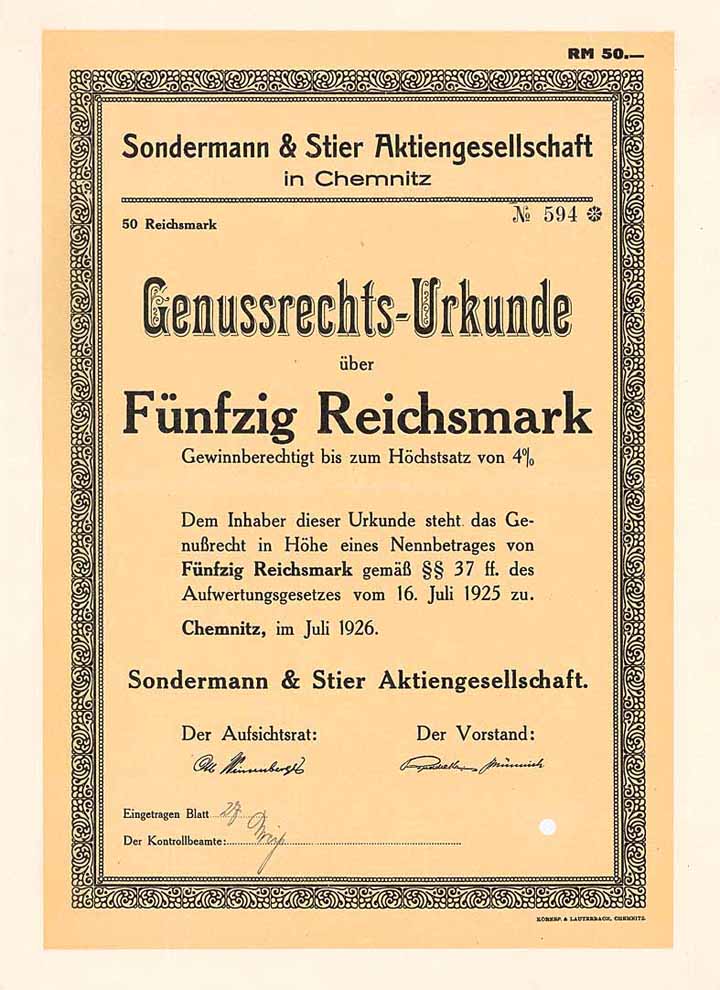 RM 50.—
Sondermann & Stier Aktiengesellschaft
in Chemnitz
№ 594
50 Reichsmark
Genussrechts-Urkunde
über
Fünfzig Reichsmark
Gewinnberechtigt bis zum Höchstsatz von 4%
Dem Inhaber dieser Urkunde steht das Ge-
nußrecht in Höhe eines Nennbetrages von
Fünfzig Reichsmark gemäß §§ 37 ff. des
Aufwertungsgesetzes vom 16. Juli 1925 zu.
Chemnitz, im Juli 1926.
Sondermann & Stier Aktiengesellschaft.
Der Aufsichtsrat: Der Vorstand:
Eingetragen Blatt
Der Kontrollbeamte:
& LAUTERBACH, CHEMNITZ.